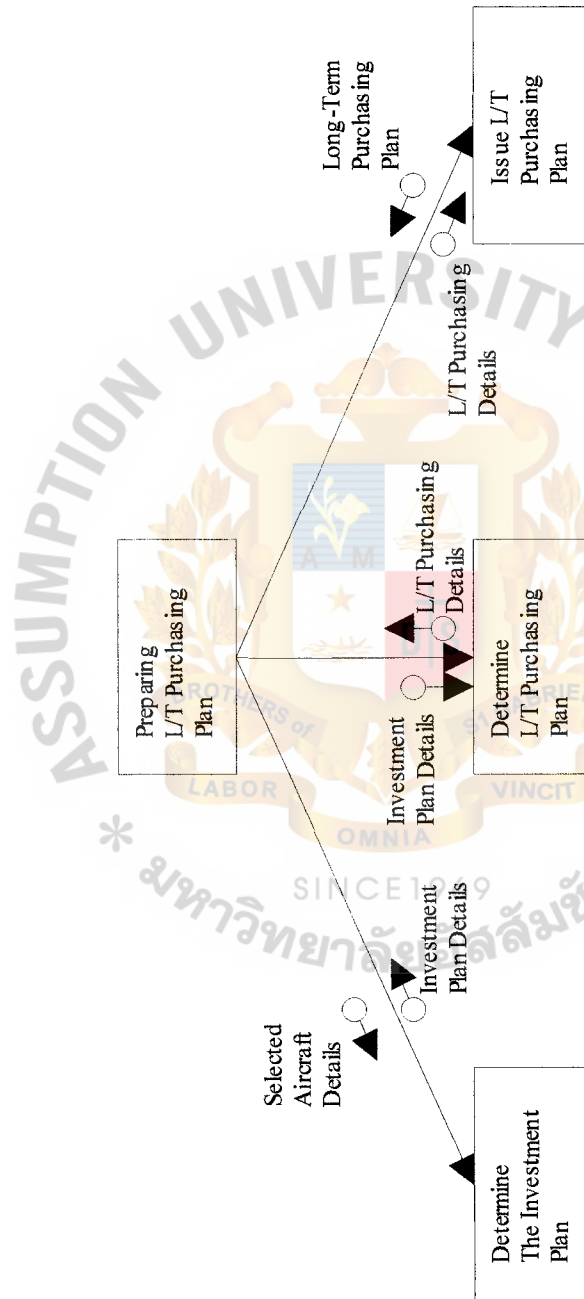 Preparing
L/T Purchasing
Plan
Selected
Aircraft
Details
Investment
Plan Details
Investment
Plan Details
L/T Purchasing
Details
L/T Purchasing
Details
Long-Term
Purchasing
Plan
Determine
The Investment
Plan
Determine
L/T Purchasing
Plan
Issue L/T
Purchasing
Plan
ASSUMPTION UNIVERSITY
A M
BROTHERS of
LABOR
OMNIA
VINCIT
SINCE 1969